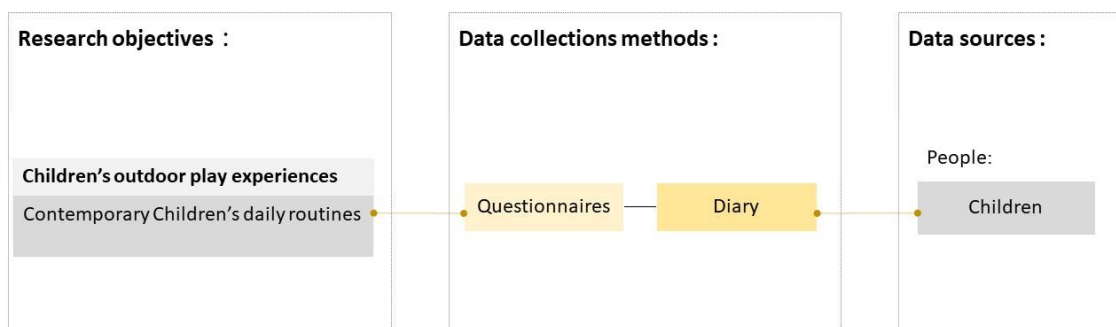 Research objectives：
Children’s outdoor play experiences
Contemporary Children’s daily routines
Data collections methods :
Questionnaires
Diary
Data sources :
People:
Children